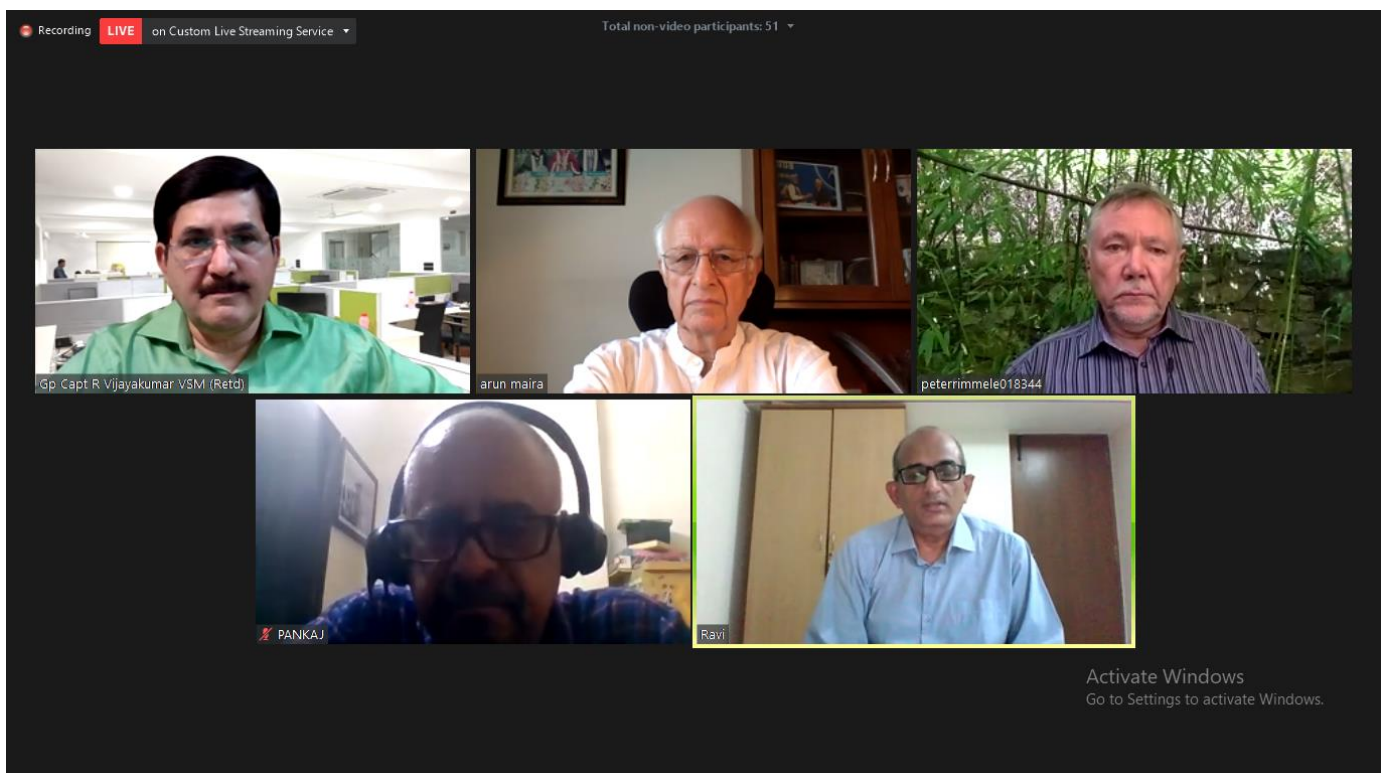 Recording
LIVE
on Custom Live Streaming Service
Total non-video participants: 51
Gp Capt R Vijayakumar VSM (Retd)
arun maira
peterrimmele018344
PANKAJ
Ravi
Activate Windows
Go to Settings to activate Windows.